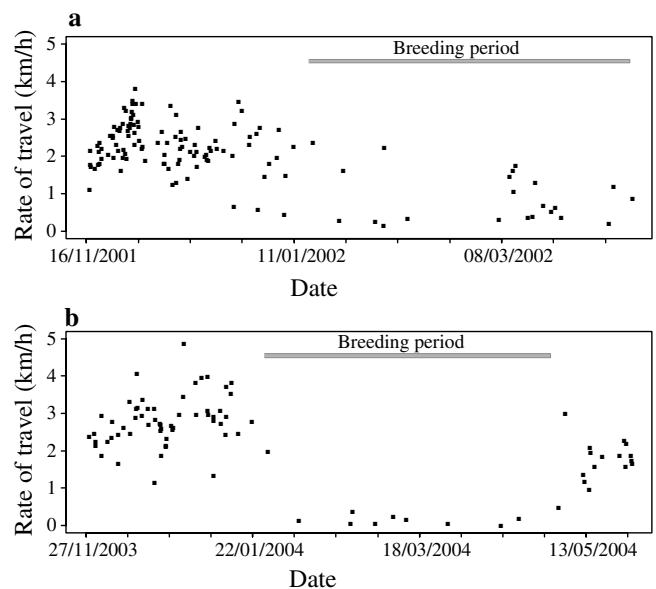 a
Breeding period
Rate of travel (km/h)
5
4
3
2
1
0
16/11/2001 11/01/2002 08/03/2002
Date
b
Breeding period
Rate of travel (km/h)
5
4
3
2
1
0
27/11/2003 22/01/2004 18/03/2004 13/05/2004
Date